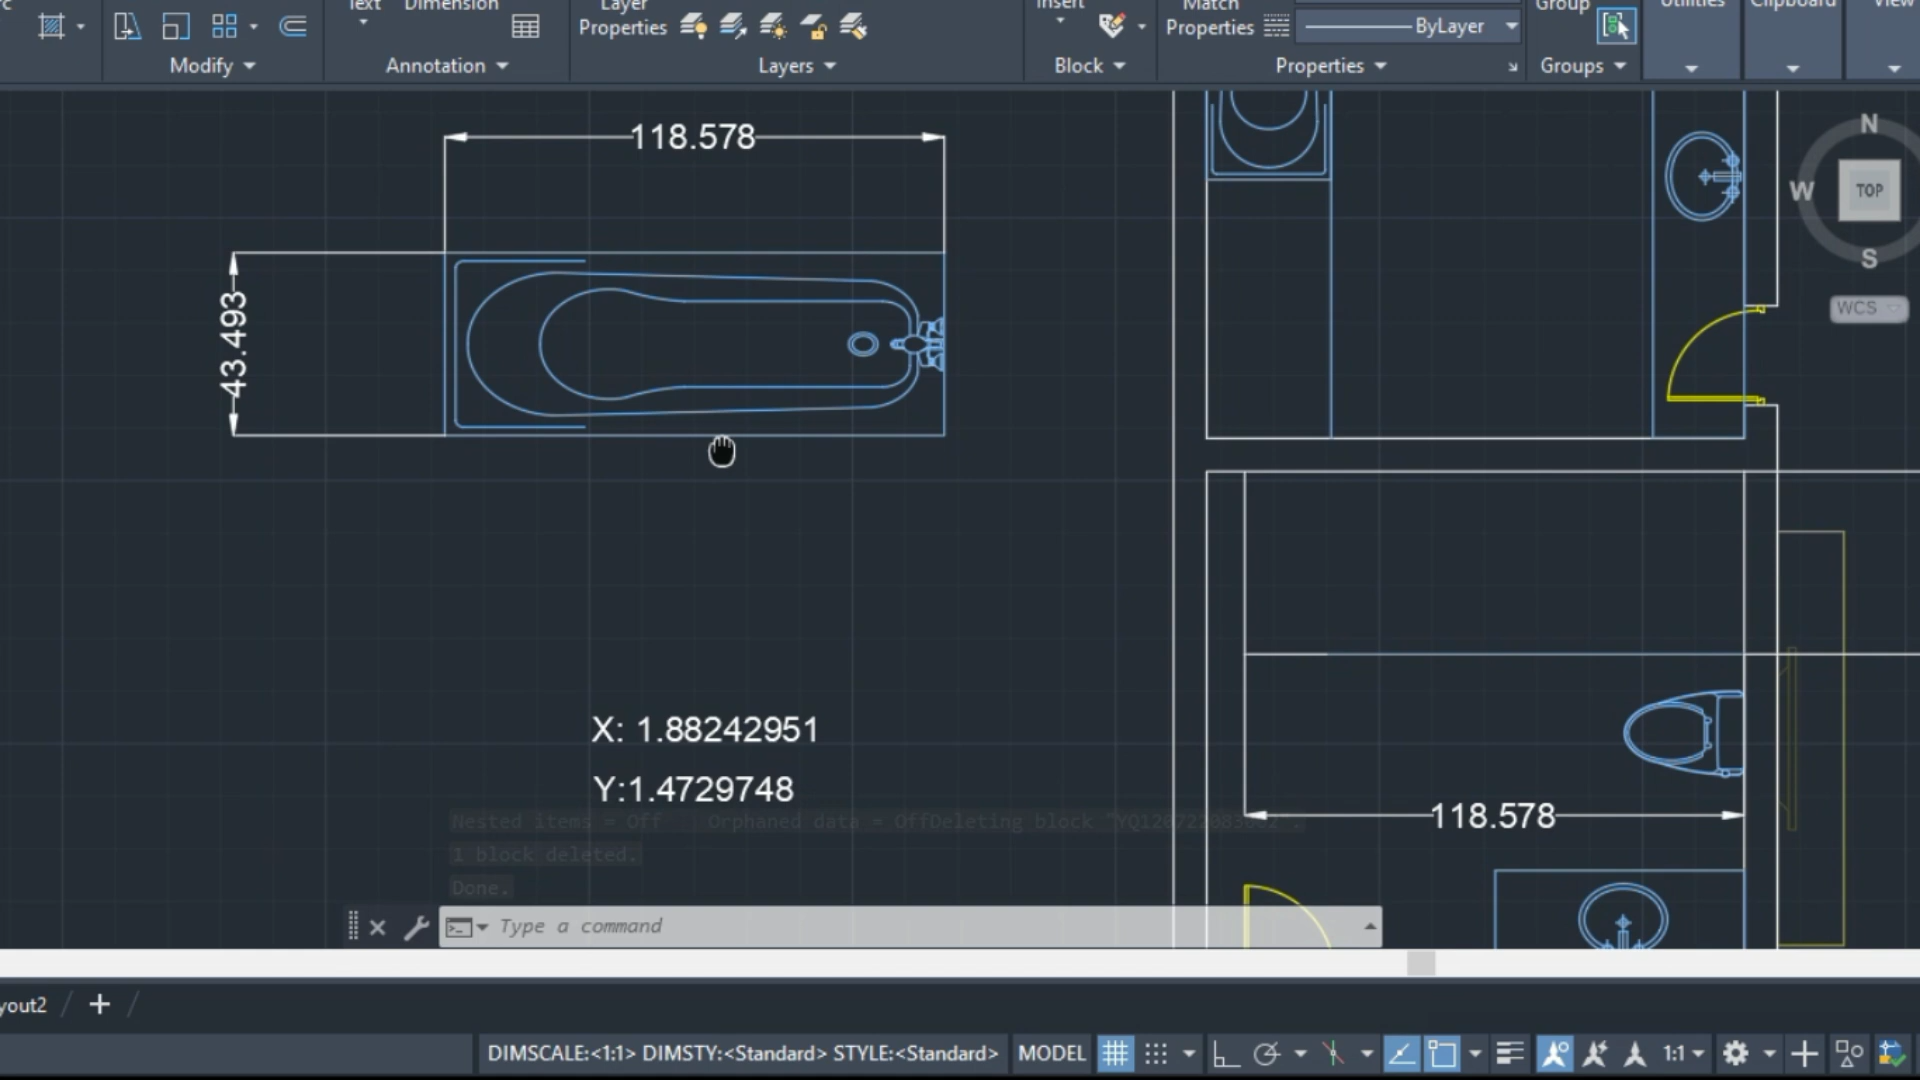 Text
Dimension
Layer
Properties
Insert
Match
Properties
ByLayer
Group
Utilities
Clipboard
View
Modify
Annotation
Layers
Block
Properties
Groups
118.578
43.493
N
W
TOP
S
WCS
X: 1.88242951
Y:1.4729748
118.578
Nested items = Off Orphaned data = OffDeleting block
1 block deleted.
Done.
Type a command
yout2
DIMSCALE:<1:1> DIMSTY:<Standard> STYLE:<Standard>
MODEL
1:1